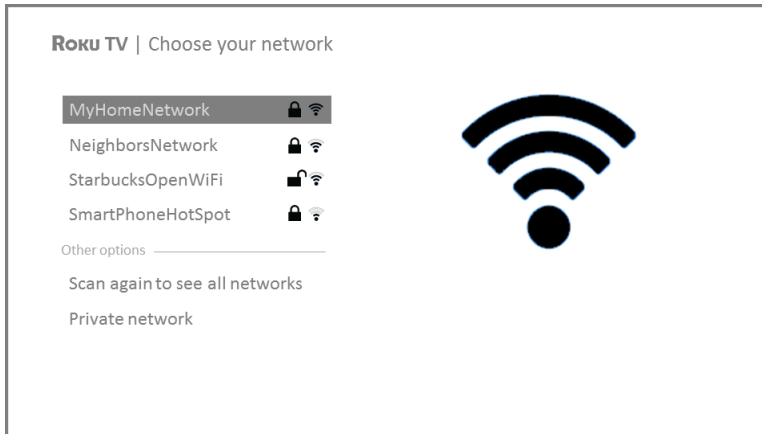 Roku TV | Choose your network
MyHomeNetwork
NeighborsNetwork
StarbucksOpenWiFi
SmartPhoneHotSpot
Other options
Scan again to see all networks
Private network